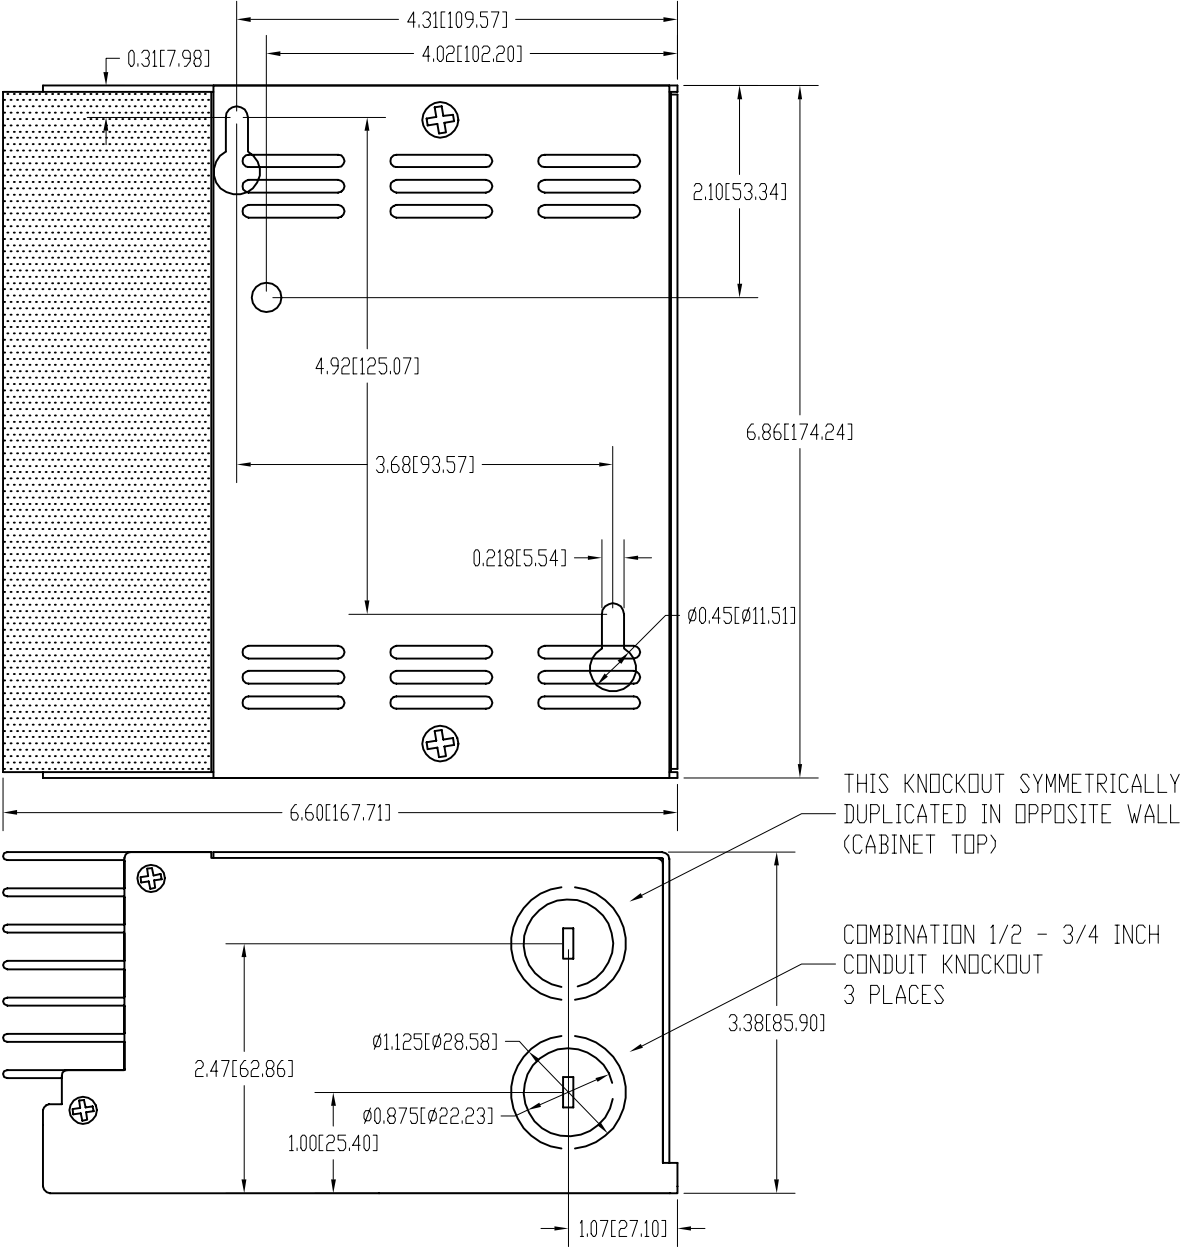 4.31[109.57]
4.02[102.20]
0.31[7.98]
2.10[53.34]
4.92[125.07]
6.86[174.24]
3.68[93.57]
0.218[5.54]
Ø0.45[Ø11.51]
6.60[167.71]
THIS KNOCKOUT SYMMETRICALLY
DUPLICATED IN OPPOSITE WALL
(CABINET TOP)
COMBINATION 1/2 - 3/4 INCH
CONDUIT KNOCKOUT
3 PLACES
3.38[85.90]
Ø1.125[Ø28.58]
2.47[62.86]
Ø0.875[Ø22.23]
1.00[25.40]
1.07[27.10]